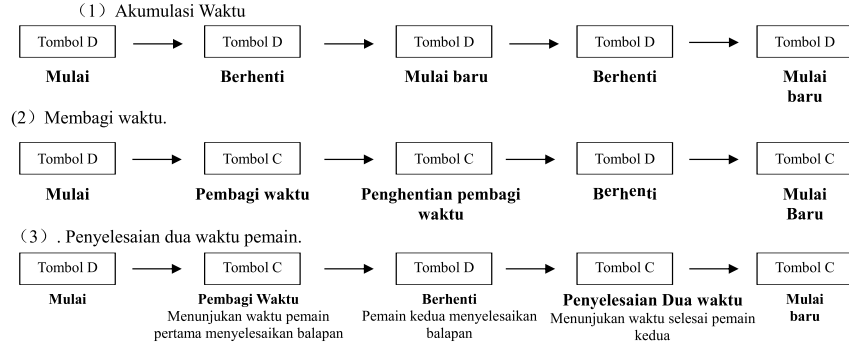 (1) Akumulasi Waktu
Tombol D Tombol D Tombol D Tombol D Tombol D
Mulai Berhenti Mulai baru Berhenti Mulai
baru
(2) Membagi waktu.
Tombol D Tombol C Tombol C Tombol D Tombol C
Mulai Pembagi waktu Penghentian pembagi Berhenti Mulai
waktu Baru
(3) . Penyelesaian dua waktu pemain.
Tombol D Tombol C Tombol D Tombol C Tombol C
Mulai Pembagi Waktu Berhenti Penyelesaian Dua waktu Mulai
Menunjukan waktu pemain Pemain kedua menyelesaikan Menunjukan waktu selesai pemain baru
pertama menyelesaikan balapan balapan kedua